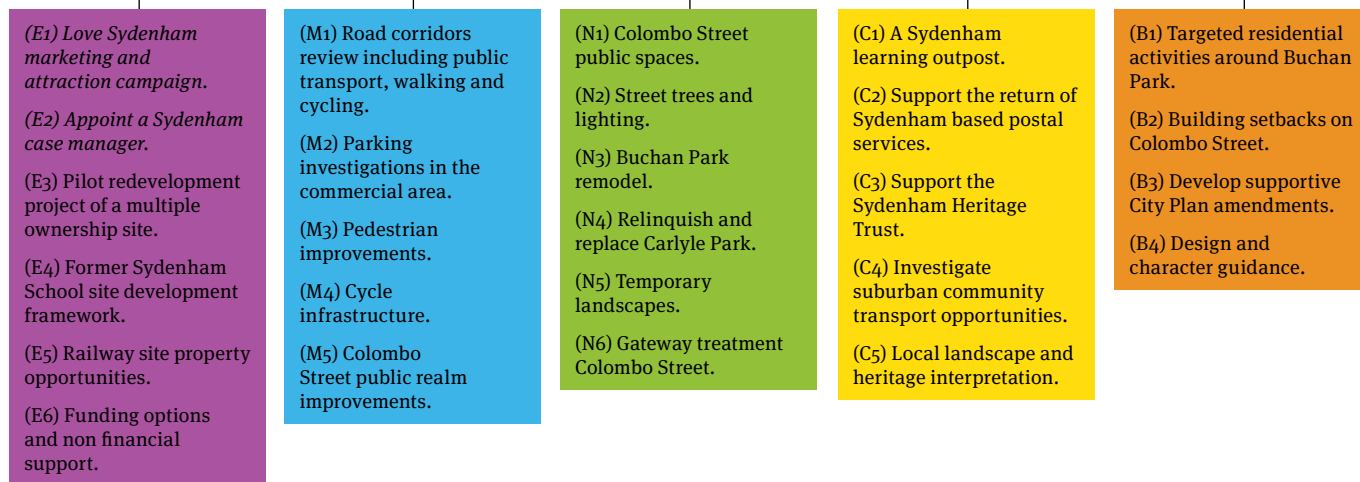 (E1) Love Sydenham
marketing and
attraction campaign.
(E2) Appoint a Sydenham
case manager.
(E3) Pilot redevelopment
project of a multiple
ownership site.
(E4) Former Sydenham
School site development
framework.
(E5) Railway site property
opportunities.
(E6) Funding options
and non financial
support.
(M1) Road corridors
review including public
transport, walking and
cycling.
(M2) Parking
investigations in the
commercial area.
(M3) Pedestrian
improvements.
(M4) Cycle
infrastructure.
(M5) Colombo
Street public realm
improvements.
(N1) Colombo Street
public spaces.
(N2) Street trees and
lighting.
(N3) Buchan Park
remodel.
(N4) Relinquish and
replace Carlyle Park.
(N5) Temporary
landscapes.
(N6) Gateway treatment
Colombo Street.
(C1) A Sydenham
learning outpost.
(C2) Support the return of
Sydenham based postal
services.
(C3) Support the
Sydenham Heritage
Trust.
(C4) Investigate
suburban community
transport opportunities.
(C5) Local landscape and
heritage interpretation.
(B1) Targeted residential
activities around Buchan
Park.
(B2) Building setbacks on
Colombo Street.
(B3) Develop supportive
City Plan amendments.
(B4) Design and
character guidance.